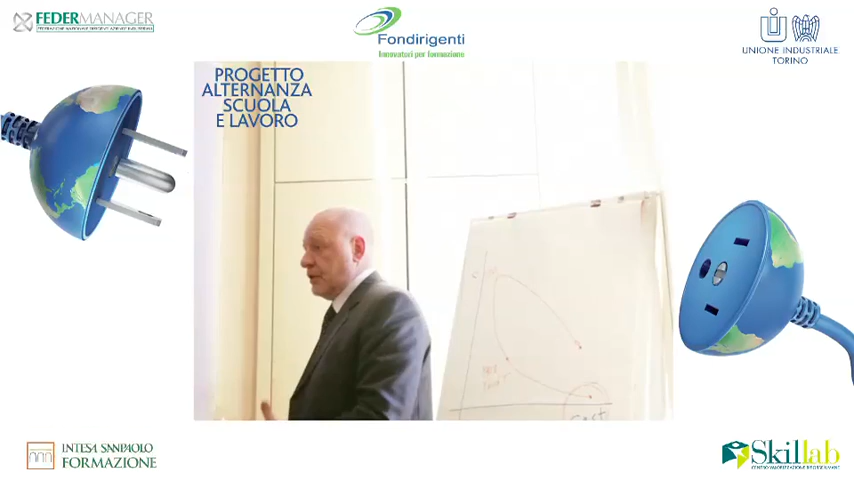 FEDERMANAGER
Fondirigenti
Innovatori per formazione
UNIONE INDUSTRIALE
TORINO
PROGETTO
ALTERNANZA
SCUOLA
E LAVORO
INTESA SANPAOLO
FORMAZIONE
Skillab